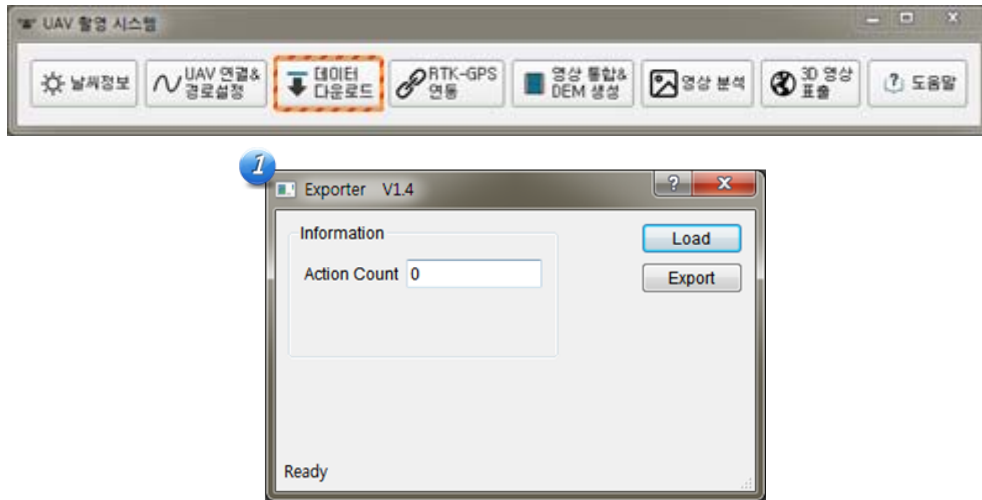 UAV 촬영 시스템
날씨정보
UAV 연결&
경로설정
데이터
다운로드
RTK-GPS
연동
영상 통합&
DEM 생성
영상 분석
3D 영상
표출
도움말
1
Exporter V1.4
Information
Action Count 0
Load
Export
Ready